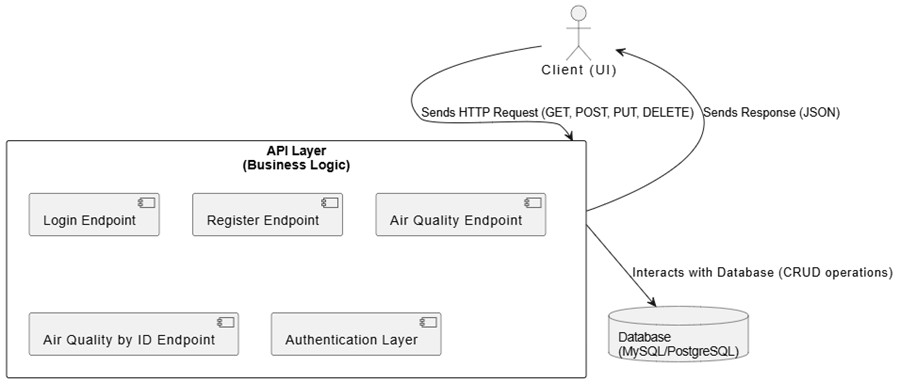 Client (UI)
Sends HTTP Request (GET, POST, PUT, DELETE)
Sends Response (JSON)
API Layer
(Business Logic)
Login Endpoint
Register Endpoint
Air Quality Endpoint
Interacts with Database (CRUD operations)
Air Quality by ID Endpoint
Authentication Layer
Database
(MySQL/PostgreSQL)